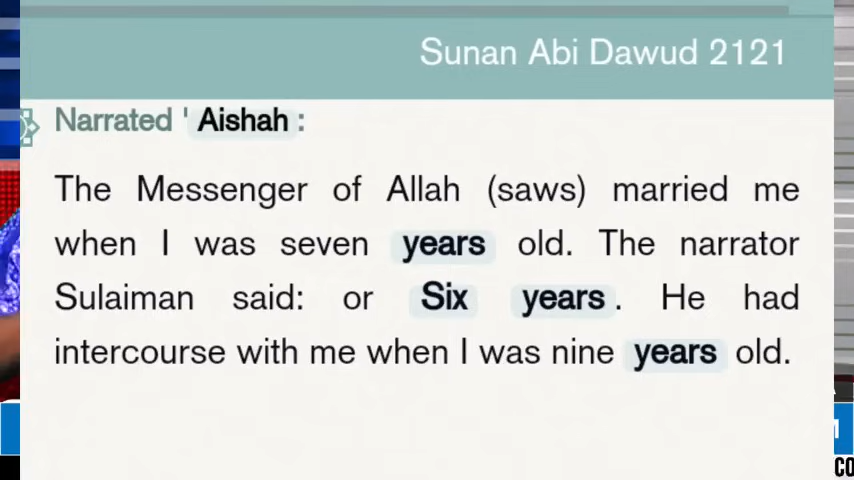 Sunan Abi Dawud 2121
Narrated ' Aishah :
The Messenger of Allah (saws) married me
when I was seven years old. The narrator
Sulaiman said: or Six years . He had
intercourse with me when I was nine years old.
CO